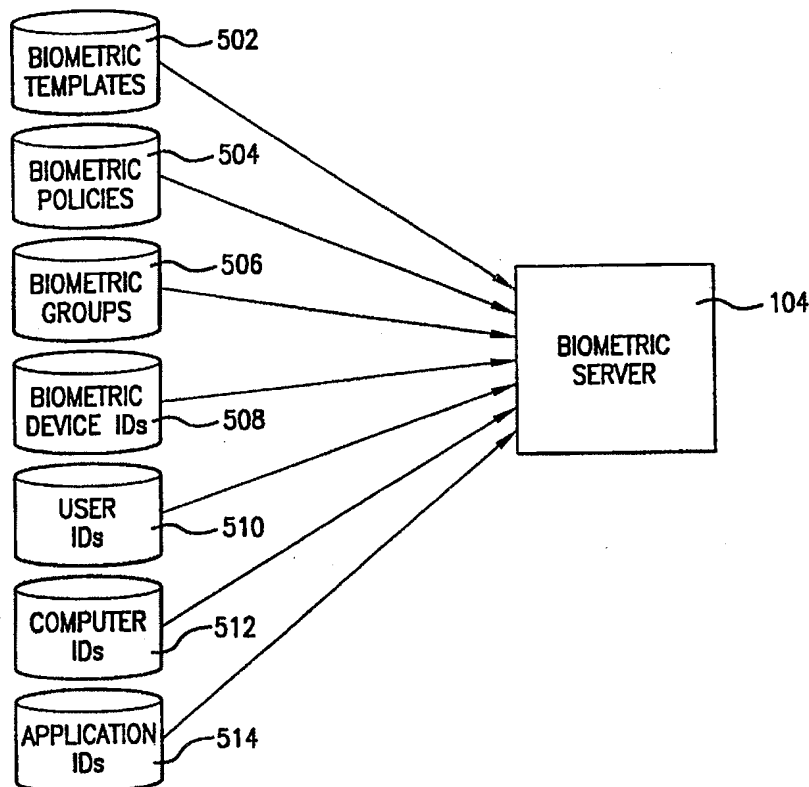 BIOMETRIC
TEMPLATES
502
BIOMETRIC
POLICIES
504
BIOMETRIC
GROUPS
506
BIOMETRIC
DEVICE IDs
508
USER
IDs
510
COMPUTER
IDs
512
APPLICATION
IDs
514
BIOMETRIC
SERVER
104